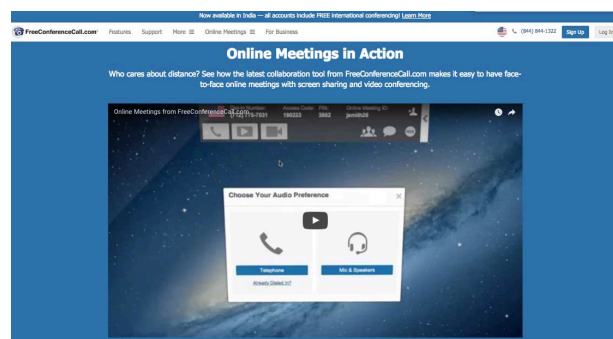 Now available in India — all accounts include FREE international conferencing! Learn More
FreeConferenceCall.com Features Support More Online Meetings For Business (844) 844-1322 Sign Up Log In
Online Meetings in Action
Who cares about distance? See how the latest collaboration tool from FreeConferenceCall.com makes it easy to have face-
to-face online meetings with screen sharing and video conferencing.
Online Meetings from FreeConferenceCall.com
Access Code: PIN: Online Meeting ID:
(712) 775-7031 190223 3882 jsmith28
Choose Your Audio Preference
Telephone Mic & Speakers
Already Dialed In?